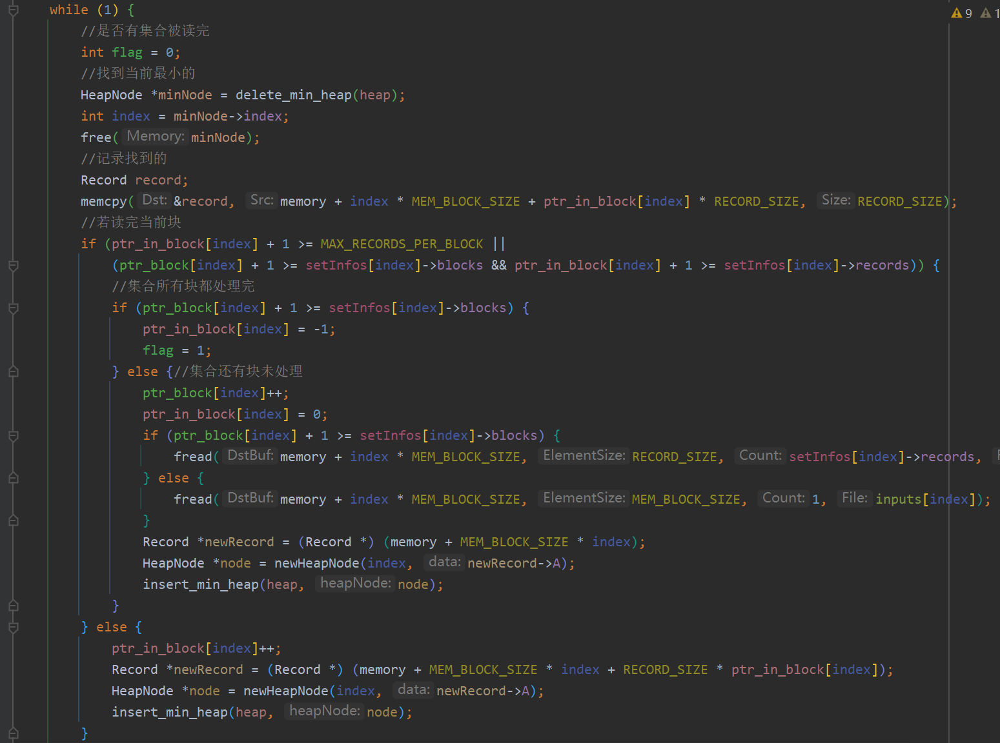 while (1) {
9 1
//是否有集合被读完
int flag = 0;
//找到当前最小的
HeapNode *minNode = delete_min_heap(heap);
int index = minNode->index;
free( Memory: minNode);
//记录找到的
Record record;
memcpy( Dst: &record, Src: memory + index * MEM_BLOCK_SIZE + ptr_in_block[index] * RECORD_SIZE, Size: RECORD_SIZE);
//若读完当前块
if (ptr_in_block[index] + 1 >= MAX_RECORDS_PER_BLOCK ||
(ptr_block[index] + 1 >= setInfos[index]->blocks && ptr_in_block[index] + 1 >= setInfos[index]->records)) {
//集合所有块都处理完
if (ptr_block[index] + 1 >= setInfos[index]->blocks) {
ptr_in_block[index] = -1;
flag = 1;
} else {//集合还有块未处理
ptr_block[index]++;
ptr_in_block[index] = 0;
if (ptr_block[index] + 1 >= setInfos[index]->blocks) {
fread( DstBuf: memory + index * MEM_BLOCK_SIZE, ElementSize: RECORD_SIZE, Count: setInfos[index]->records,
} else {
fread( DstBuf: memory + index * MEM_BLOCK_SIZE, ElementSize: MEM_BLOCK_SIZE, Count: 1, File: inputs[index]);
}
Record *newRecord = (Record *) (memory + MEM_BLOCK_SIZE * index);
HeapNode *node = newHeapNode(index, data: newRecord->A);
insert_min_heap(heap, heapNode: node);
}
} else {
ptr_in_block[index]++;
Record *newRecord = (Record *) (memory + MEM_BLOCK_SIZE * index + RECORD_SIZE * ptr_in_block[index]);
HeapNode *node = newHeapNode(index, data: newRecord->A);
insert_min_heap(heap, heapNode: node);
}